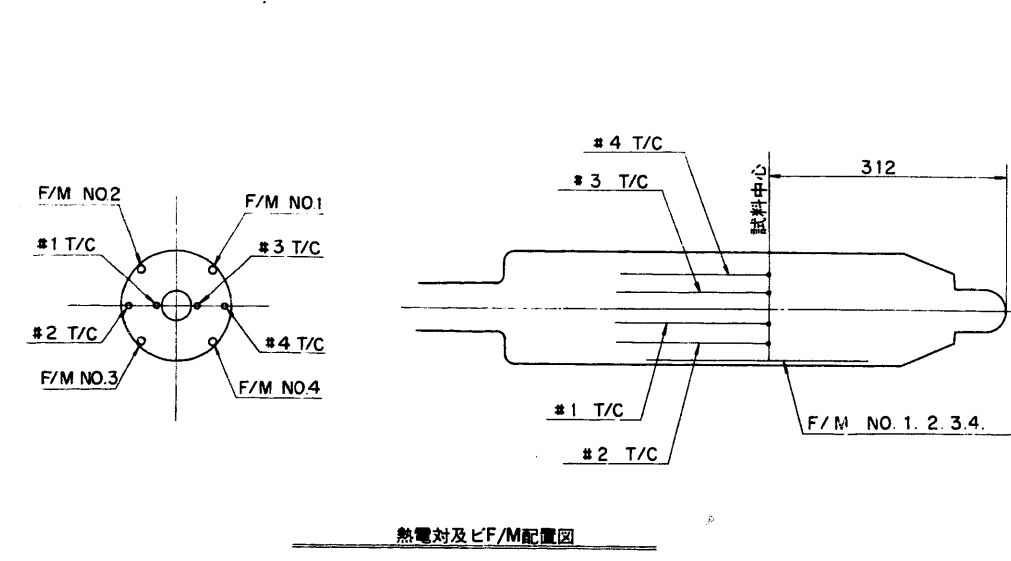 F/M NO.2
F/M NO.1
#1 T/C
#3 T/C
#2 T/C
#4 T/C
F/M NO.3
F/M NO.4
#4 T/C
#3 T/C
試料中心
312
#1 T/C
#2 T/C
F/M NO. 1. 2. 3.4.
熱電対及ビF/M配置図